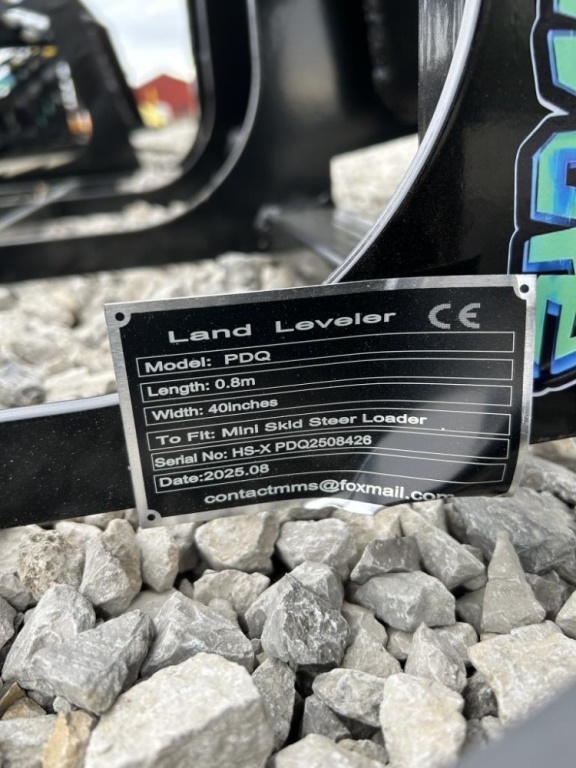 Land Leveler CE
Model: PDQ
Length: 0.8m
Width: 40inches
To Fit: Mini Skid Steer Loader
Serial No: HS-X PDQ2508426
Date:2025.08
contactmms@foxmail.com